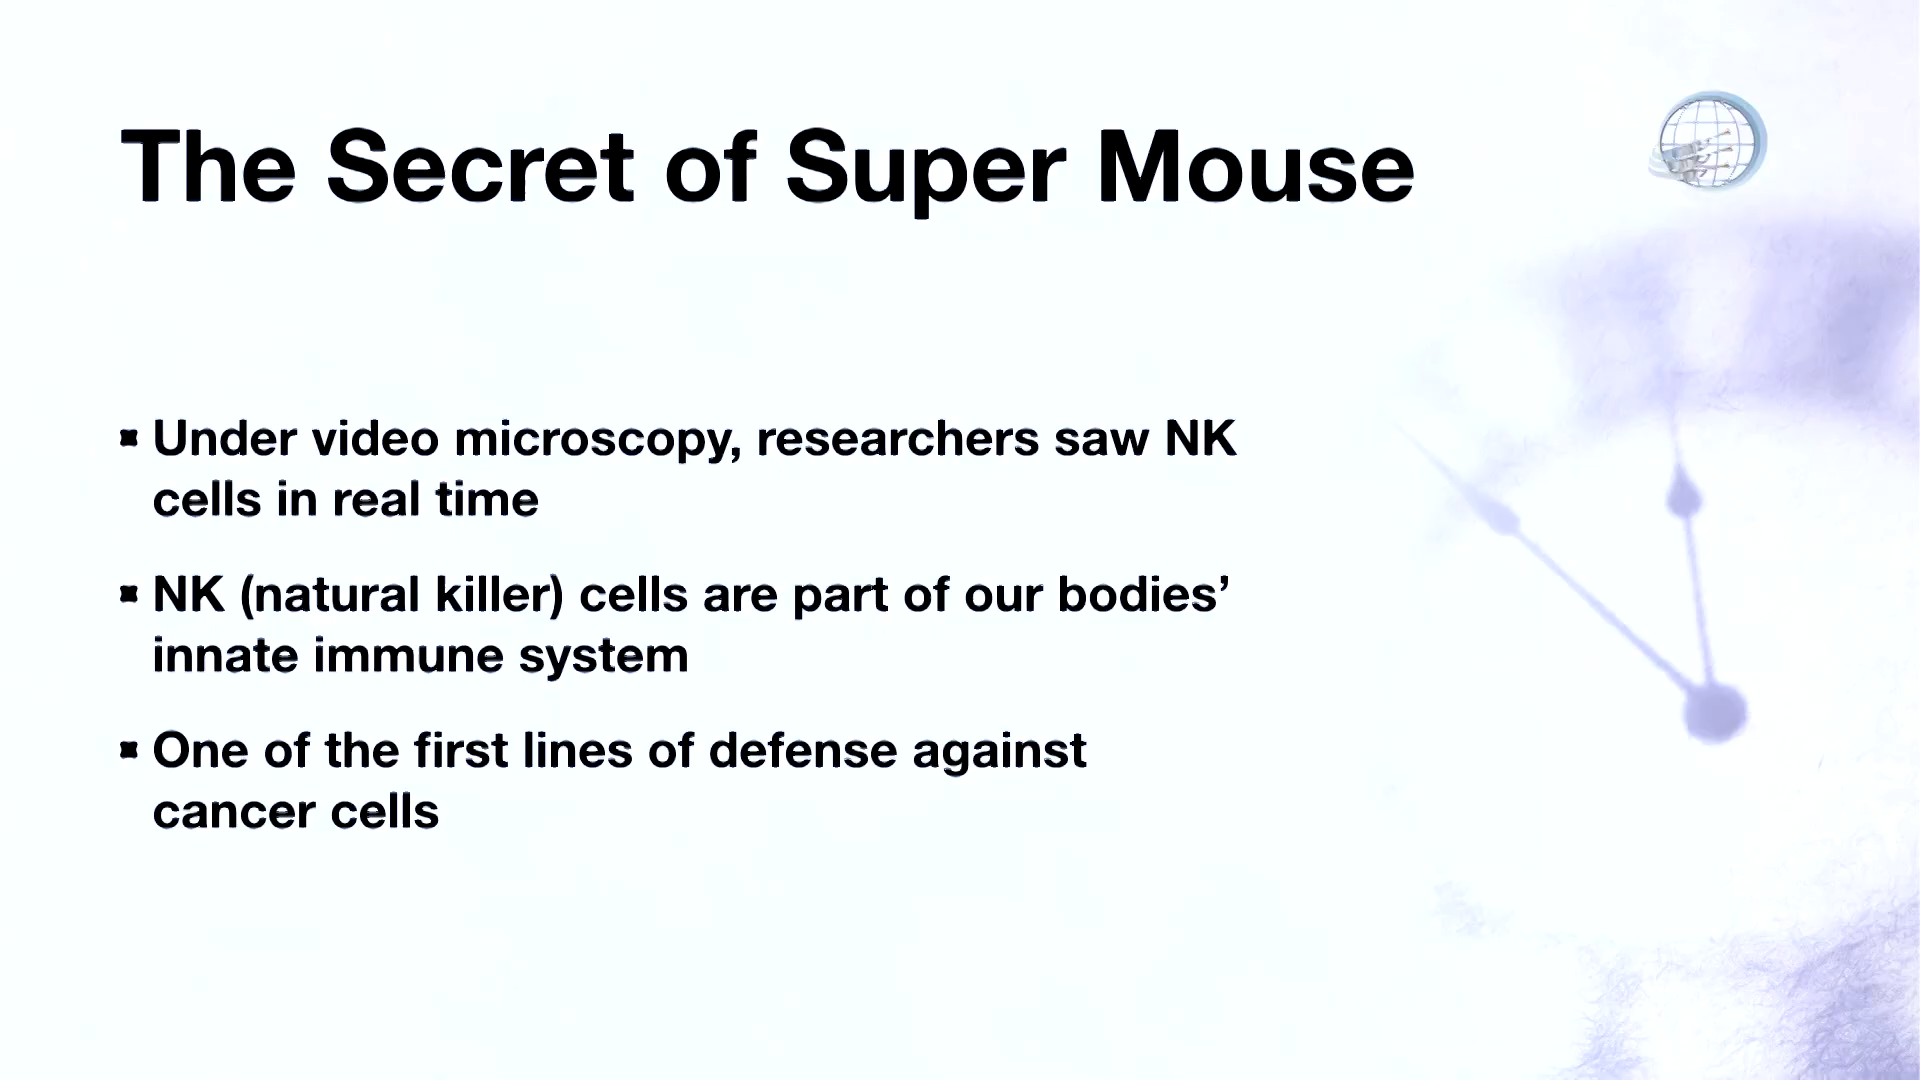 The Secret of Super Mouse
Under video microscopy, researchers saw NK
cells in real time
NK (natural killer) cells are part of our bodies’
innate immune system
One of the first lines of defense against
cancer cells